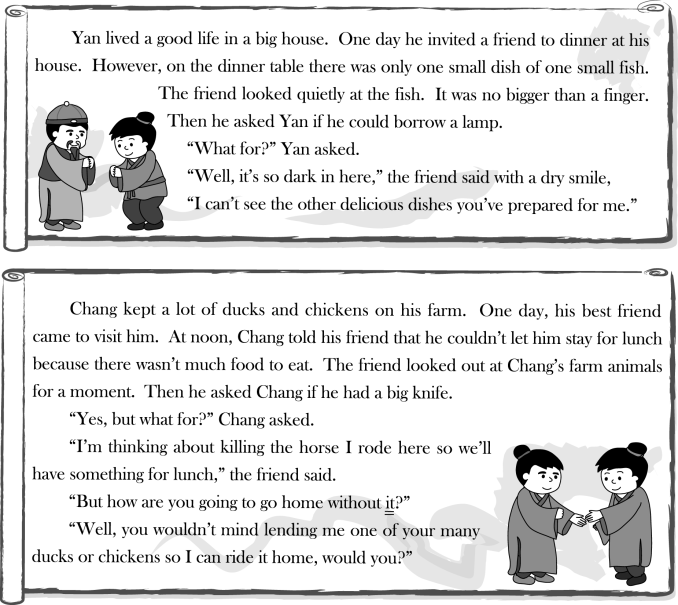 Yan lived a good life in a big house. One day he invited a friend to dinner at his
house. However, on the dinner table there was only one small dish of one small fish.
The friend looked quietly at the fish. It was no bigger than a finger.
Then he asked Yan if he could borrow a lamp.
“What for?” Yan asked.
“Well, it’s so dark in here,” the friend said with a dry smile,
“I can’t see the other delicious dishes you’ve prepared for me.”
Chang kept a lot of ducks and chickens on his farm. One day, his best friend
came to visit him. At noon, Chang told his friend that he couldn’t let him stay for lunch
because there wasn’t much food to eat. The friend looked out at Chang’s farm animals
for a moment. Then he asked Chang if he had a big knife.
“Yes, but what for?” Chang asked.
“I’m thinking about killing the horse I rode here so we’ll
have something for lunch,” the friend said.
“But how are you going to go home without it?”
“Well, you wouldn’t mind lending me one of your many
ducks or chickens so I can ride it home, would you?”